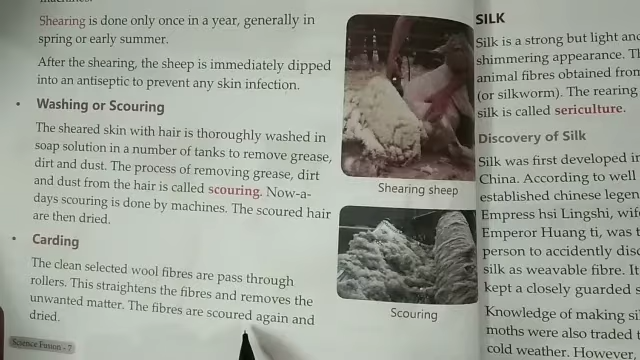 machines.
Shearing is done only once in a year, generally in
spring or early summer.
After the shearing, the sheep is immediately dipped
into an antiseptic to prevent any skin infection.
• Washing or Scouring
The sheared skin with hair is thoroughly washed in
soap solution in a number of tanks to remove grease,
dirt and dust. The process of removing grease, dirt
and dust from the hair is called scouring. Now-a-
days scouring is done by machines. The scoured hair
are then dried.
• Carding
The clean selected wool fibres are pass through
rollers. This straightens the fibres and removes the
unwanted matter. The fibres are scoured again and
dried.
Science Fusion - 7
Shearing sheep
Scouring
SILK
Silk is a strong but light and
shimmering appearance.
animal fibres obtained from
(or silkworm). The rearing
silk is called sericulture.
Discovery of Silk
Silk was first developed in
China. According to well
established chinese legen
Empress hsi Lingshi, wif
Emperor Huang ti, was t
person to accidently disc
silk as weavable fibre. It
kept a closely guarded s
Knowledge of making sil
moths were also traded t
cold weather. However,